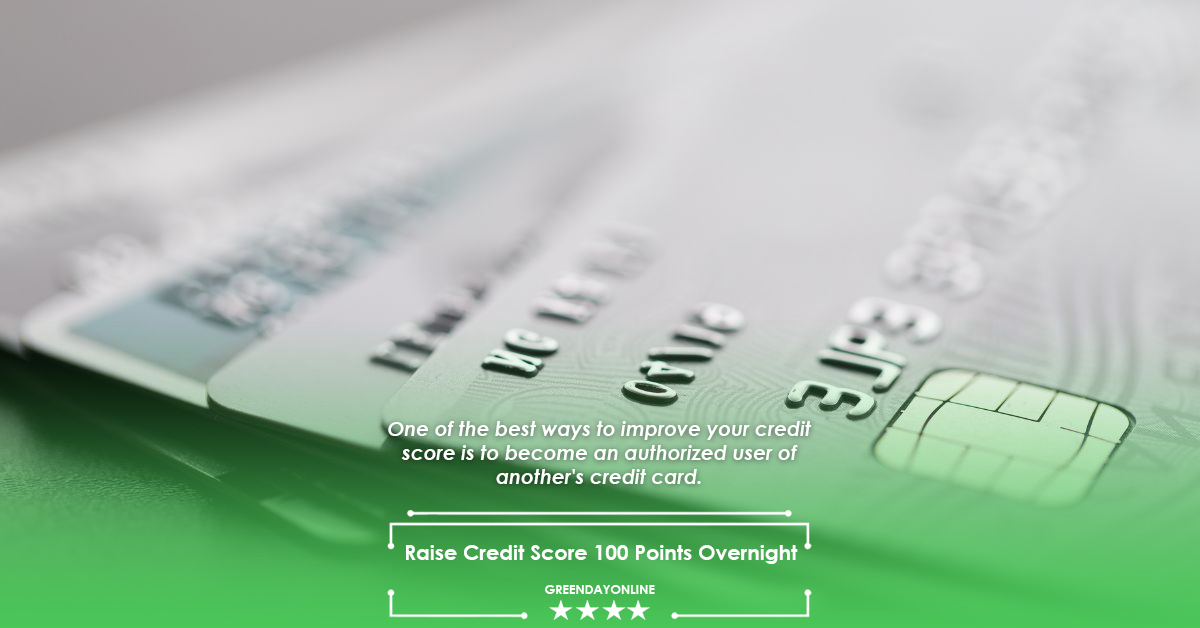 One of the best ways to improve your credit
score is to become an authorized user of
another's credit card.
Raise Credit Score 100 Points Overnight
GREENDAYONLINE